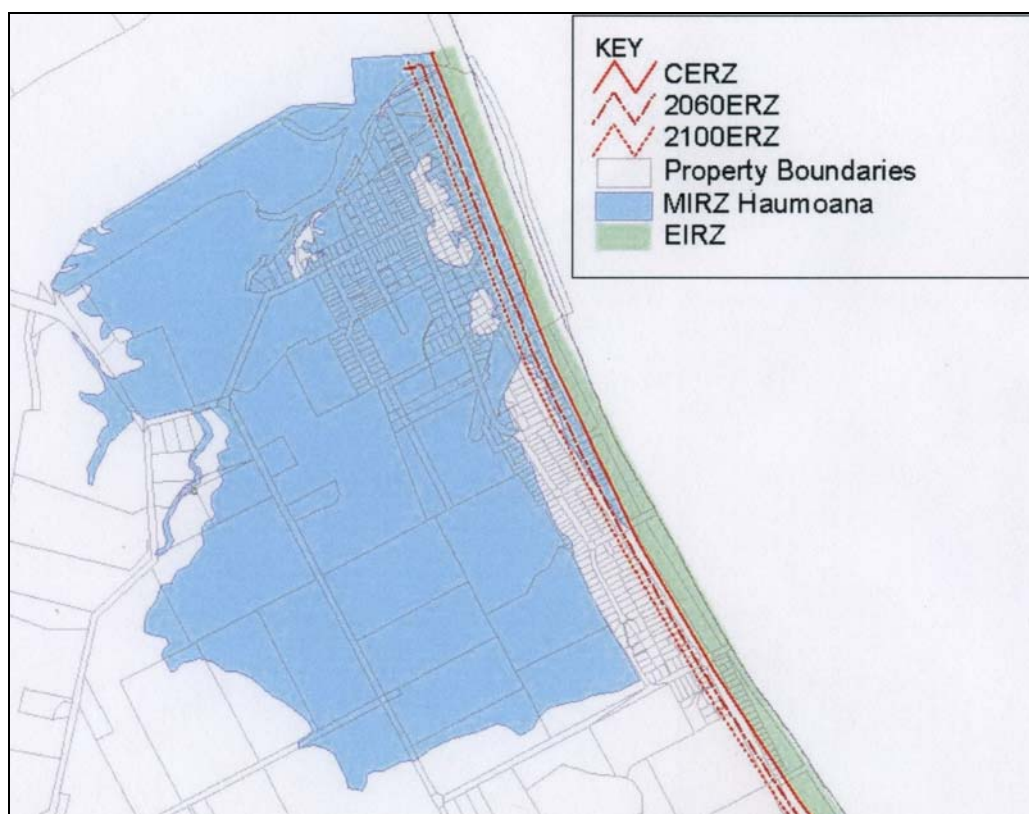 KEY
CERZ
2060ERZ
2100ERZ
Property Boundaries
MIRZ Haumoana
EIRZ